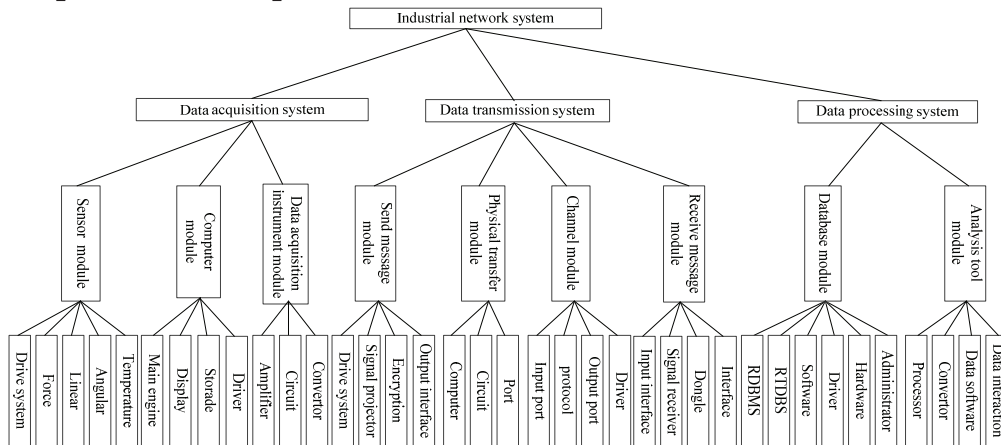 Industrial network system
Data acquisition system
Data transmission system
Data processing system
Sensor module
Computer
module
Data acquisition
instrument module
Send message
module
Physical transfer
module
Channel module
Receive message
module
Database module
Analysis tool
module
Drive system
Force
Linear
Angular
Temperature
Main engine
Display
Storade
Driver
Amplifier
Circuit
Convertor
Drive system
Signal projector
Encryption
Output interface
Computer
Circuit
Port
Input port
protocol
Output port
Driver
Input interface
Signal receiver
Dongle
Interface
RDBMS
RTDBS
Software
Driver
Hardware
Administrator
Processor
Convertor
Data software
Data interaction